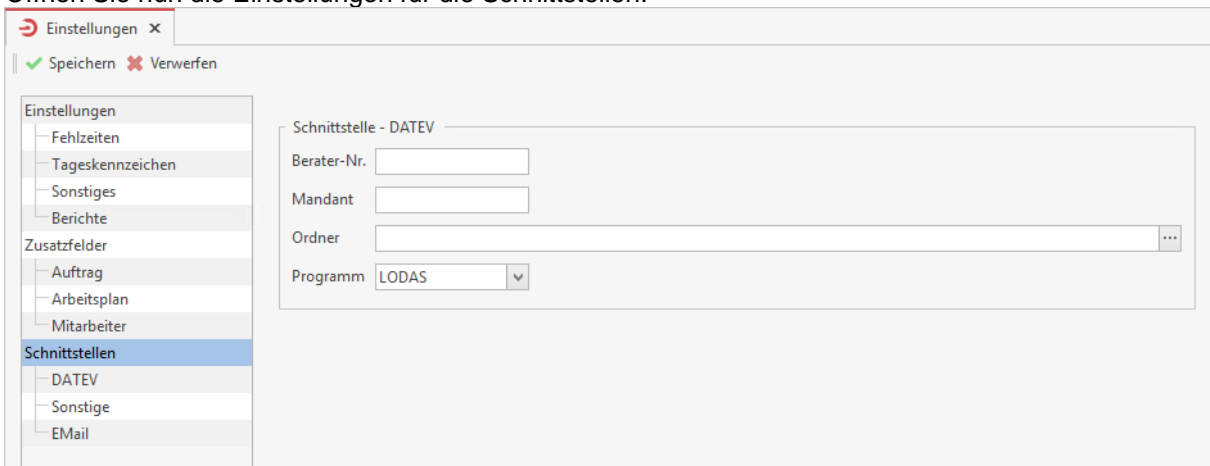 Öffnen Sie nun die Einstellungen für die Schnittstellen.
Einstellungen
Speichern Verwerfen
Einstellungen
Fehlzeiten
Tageskennzeichen
Sonstiges
Berichte
Zusatzfelder
Auftrag
Arbeitsplan
Mitarbeiter
Schnittstellen
DATEV
Sonstige
EMail
Schnittstelle - DATEV
Berater-Nr.
Mandant
Ordner ...
Programm LODAS